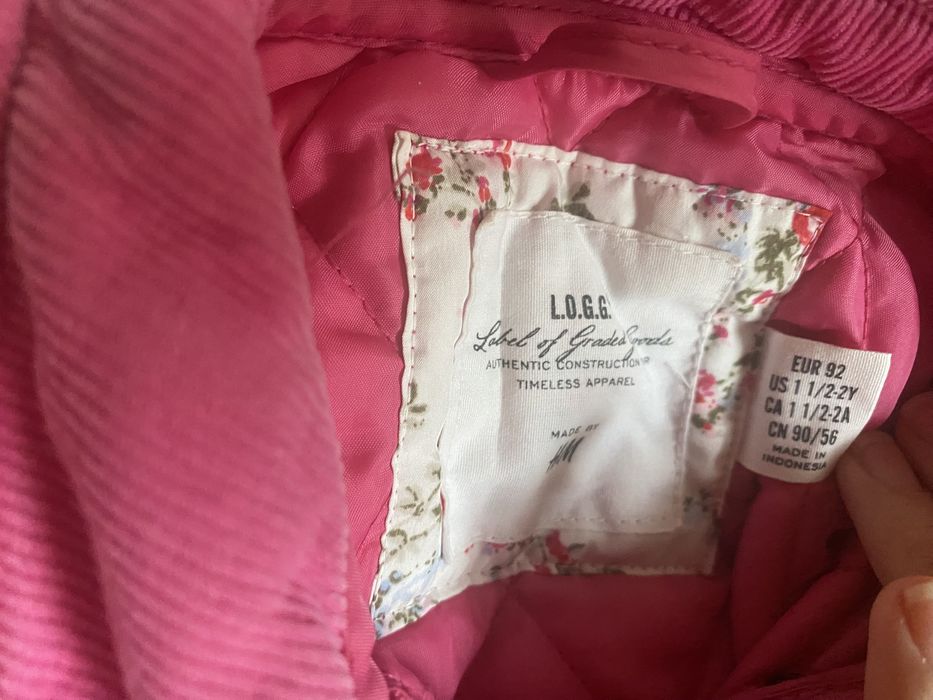 L.O.G.G.
Label of Graded goods
AUTHENTIC CONSTRUCTION
TIMELESS APPAREL
MADE BY
HM
EUR 92
US 1 1/2-2Y
CA 1 1/2-2A
CN 90/56
MADE IN
INDONESIA